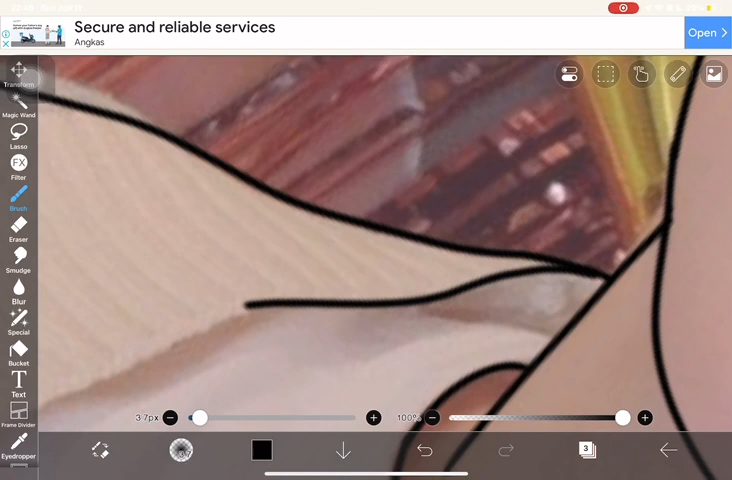 Secure and reliable services
Angkas
Open
Transform
Magic Wand
Lasso
FX
Filter
Brush
Eraser
Smudge
Blur
Special
Bucket
T
Text
Frame Divider
Eyedropper
3.7px
100%
3